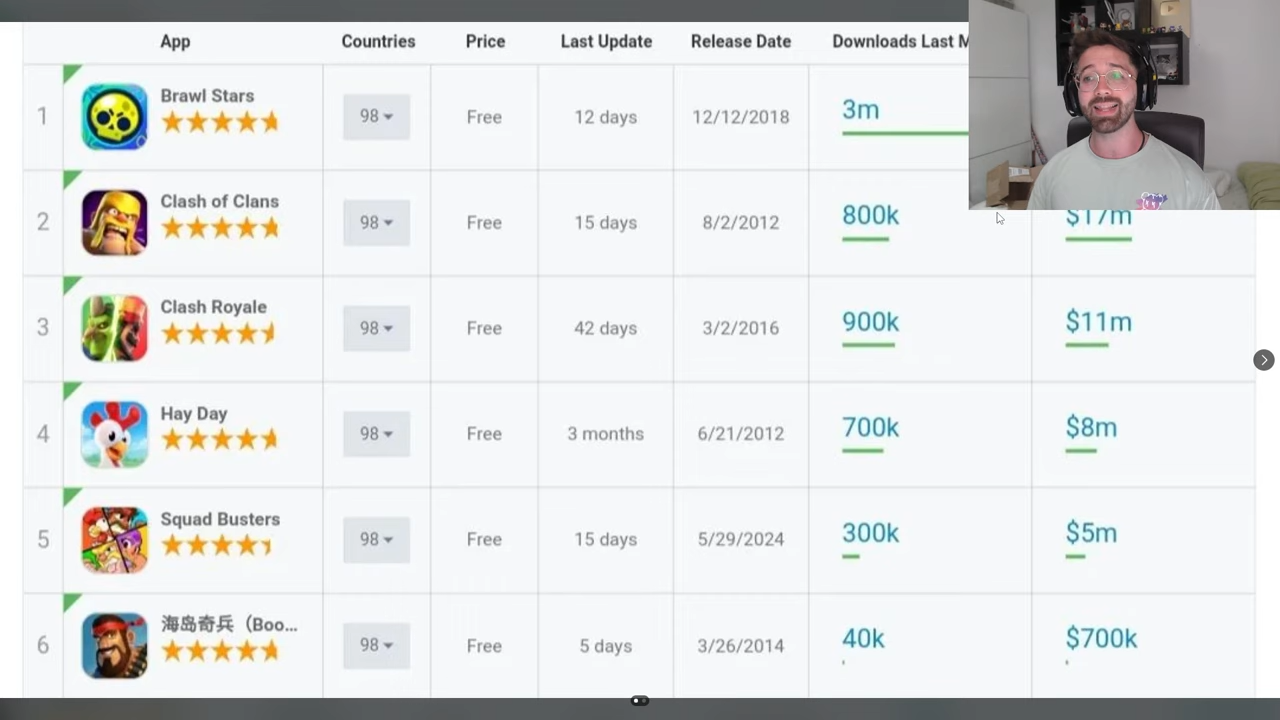 App Countries Price Last Update Release Date Downloads Last M
1 Brawl Stars 98 Free 12 days 12/12/2018 3m
2 Clash of Clans 98 Free 15 days 8/2/2012 800k $17m
3 Clash Royale 98 Free 42 days 3/2/2016 900k $11m
4 Hay Day 98 Free 3 months 6/21/2012 700k $8m
5 Squad Busters 98 Free 15 days 5/29/2024 300k $5m
6 海岛奇兵（Boo... 98 Free 5 days 3/26/2014 40k $700k